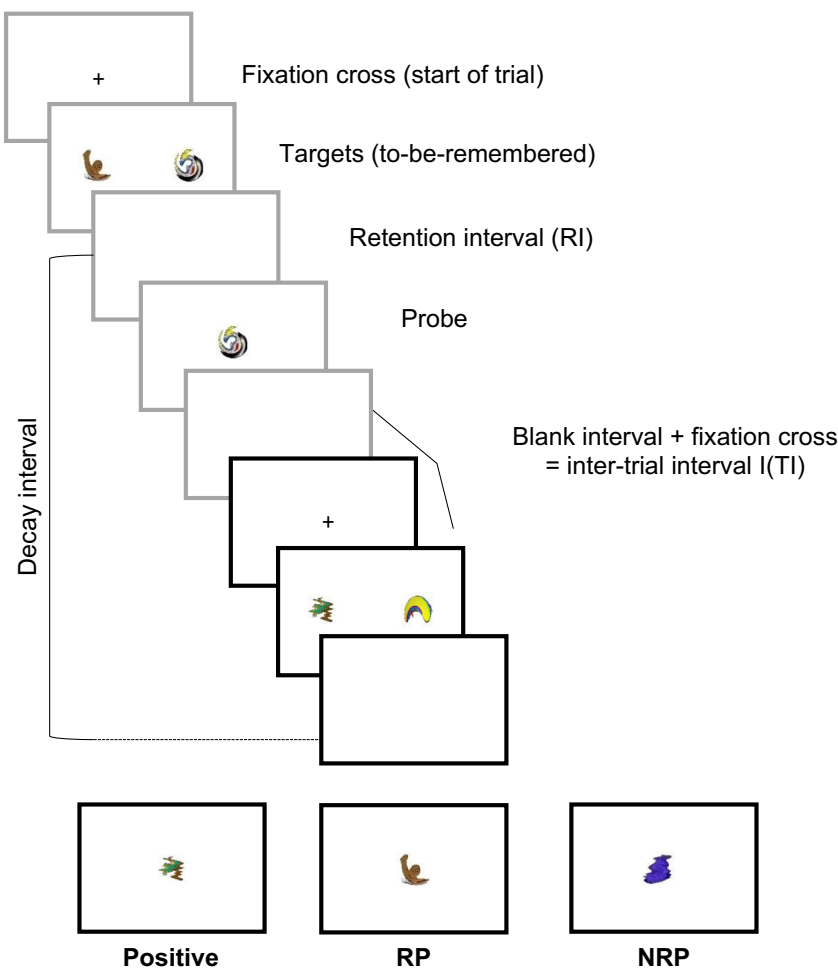 +
Fixation cross (start of trial)
Targets (to-be-remembered)
Retention interval (RI)
Probe
Decay interval
Blank interval + fixation cross
= inter-trial interval I(TI)
+
Positive
RP
NRP